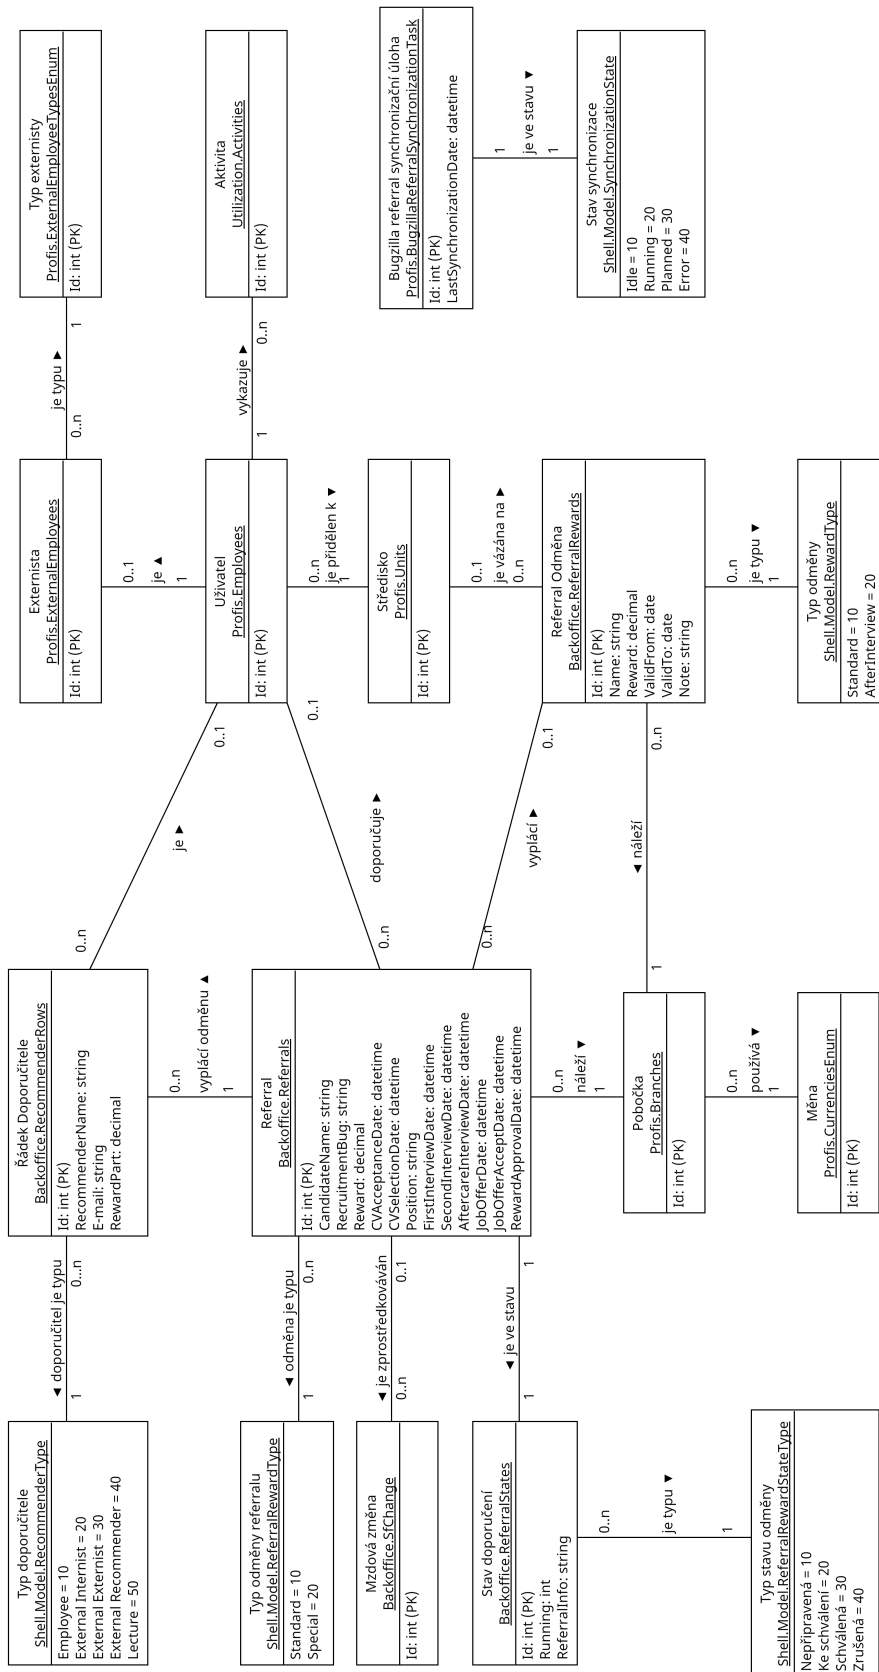 Typ doporučitele
Shell.Model.RecommenderType
Employee = 10
External Internist = 20
External Externist = 30
External Recommender = 40
Lecture = 50
◄ doporučitel je typu
1
0...n
Řádek Doporučitele
Backoffice.RecommenderRows
Id: int (PK)
RecommenderName: string
E-mail: string
RewardPart: decimal
0..n
je ►
0..1
Externista
Profis.ExternalEmployees
Id: int (PK)
0..n
je typu ►
1
Typ externisty
Profis.ExternalEmployeeTypesEnum
Id: int (PK)
0..n
vyplácí odměnu ▲
1
0..1
je ▲
1
Typ odměny referralu
Shell.Model.ReferralRewardType
Standard = 10
Special = 20
◄ odměna je typu
1
0..n
Referral
Backoffice.Referrals
Id: int (PK)
CandidateName: string
RecruitmentBug: string
Reward: decimal
CVAcceptanceDate: datetime
CVSelectionDate: datetime
Position: string
FirstInterviewDate: datetime
SecondInterviewDate: datetime
AftercareInterviewDate: datetime
JobOfferDate: datetime
JobOfferAcceptDate: datetime
RewardApprovalDate: datetime
0..n
doporučuje ►
0..1
Uživatel
Profis.Employees
Id: int (PK)
1
vykazuje ►
0..n
Aktivita
Utilization.Activities
Id: int (PK)
Mzdová změna
Backoffice.SfChange
Id: int (PK)
◄ je zprostředkováván
0..n
0..1
0..n
je přidělen k ▼
1
Středisko
Profis.Units
Id: int (PK)
0..1
je vázána na ►
0..n
Bugzilla referral synchronizační úloha
Profis.BugzillaReferralSynchronizationTask
Id: int (PK)
LastSynchronizationDate: datetime
1
je ve stavu ▼
1
Stav synchronizace
Shell.Model.SynchronizationState
Idle = 10
Running = 20
Planned = 30
Error = 40
Stav doporučení
Backoffice.ReferralStates
Id: int (PK)
Running: int
ReferralInfo: string
◄ je ve stavu
1
1
0..n
vyplácí ►
0..1
Referral Odměna
Backoffice.ReferralRewards
Id: int (PK)
Name: string
Reward: decimal
ValidFrom: date
ValidTo: date
Note: string
0..n
náleží ▼
1
Pobočka
Profis.Branches
Id: int (PK)
1
◄ náleží
0..n
0..n
je typu ▼
1
Typ stavu odměny
Shell.Model.ReferralRewardStateType
Nepřipravená = 10
Ke schválení = 20
Schválená = 30
Zrušená = 40
0..n
používá ▼
1
Měna
Profis.CurrenciesEnum
Id: int (PK)
0..n
je typu ▼
1
Typ odměny
Shell.Model.RewardType
Standard = 10
AfterInterview = 20